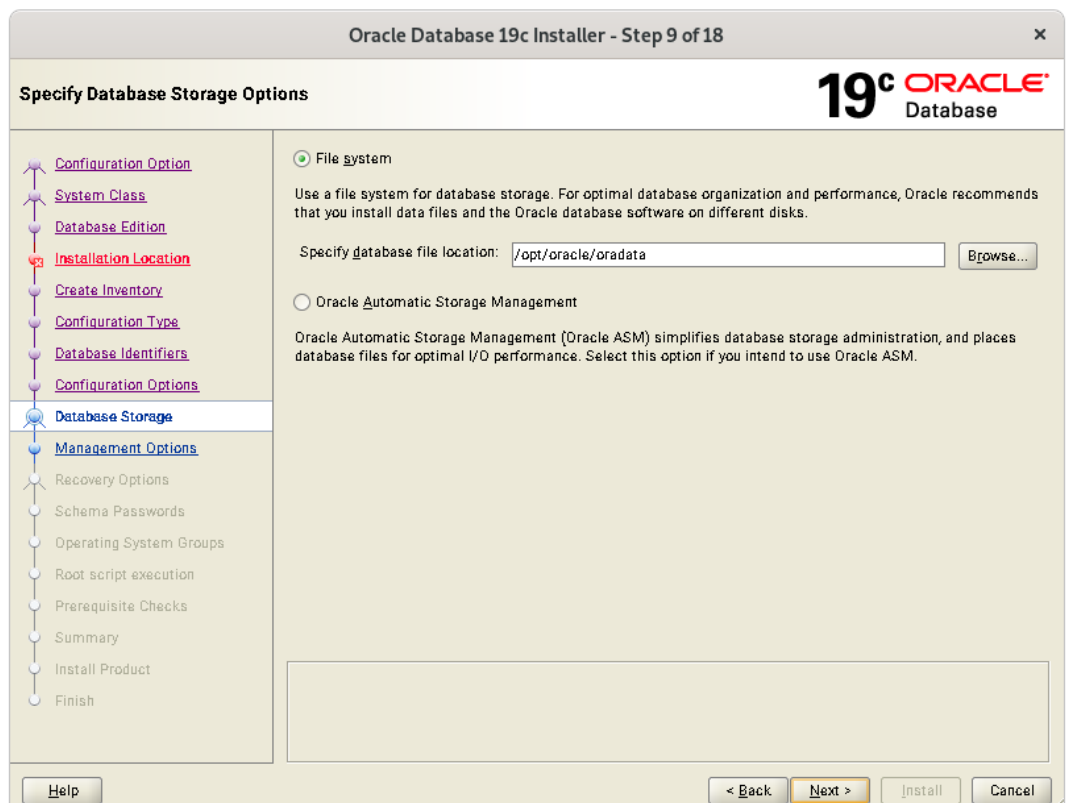 Oracle Database 19c Installer - Step 9 of 18
×
Specify Database Storage Options
19c ORACLE
Database
Configuration Option
System Class
Database Edition
Installation Location
Create Inventory
Configuration Type
Database Identifiers
Configuration Options
Database Storage
Management Options
Recovery Options
Schema Passwords
Operating System Groups
Root script execution
Prerequisite Checks
Summary
Install Product
Finish
File system
Use a file system for database storage. For optimal database organization and performance, Oracle recommends
that you install data files and the Oracle database software on different disks.
Specify database file location: /opt/oracle/oradata Browse...
Oracle Automatic Storage Management
Oracle Automatic Storage Management (Oracle ASM) simplifies database storage administration, and places
database files for optimal I/O performance. Select this option if you intend to use Oracle ASM.
Help < Back Next > Install Cancel